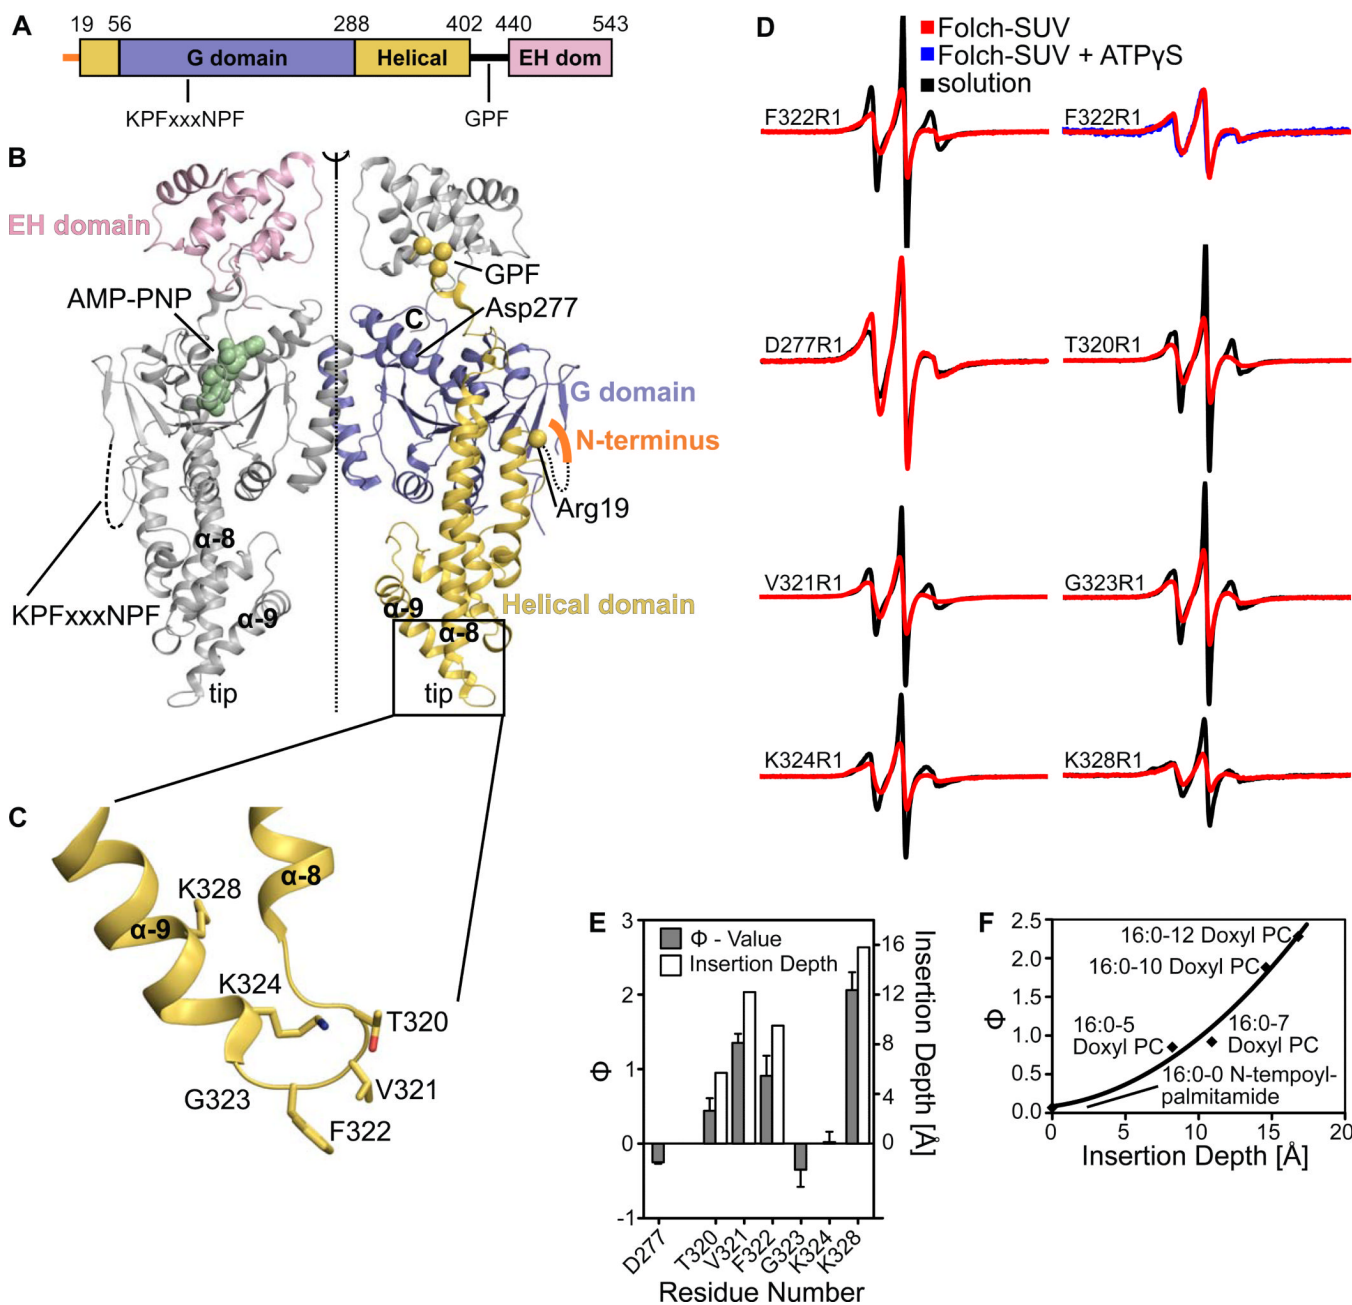 A
19 56 288 402 440 543
G domain Helical EH dom
KPFxxxNPF GPF
B
EH domain
GPF
AMP-PNP
Asp277
C
G domain
N-terminus
Arg19
α-8
KPFxxxNPF
α-9
α-9
Helical domain
α-8
tip
tip
C
α-8
K328
α-9
K324
T320
G323
V321
F322
D
Folch-SUV
Folch-SUV + ATPγS
solution
F322R1
F322R1
D277R1
T320R1
V321R1
G323R1
K324R1
K328R1
E
3
2
1
0
-1
Φ
Φ - Value
Insertion Depth
16
12
8
4
0
Insertion Depth [Å]
D277
T320
V321
F322
G323
K324
K328
Residue Number
F
2.5
2.0
1.5
1.0
0.5
0.0
Φ
16:0-12 Doxyl PC
16:0-10 Doxyl PC
16:0-5
Doxyl PC
16:0-7
Doxyl PC
16:0-0 N-tempoyl-
palmitamide
0 5 10 15 20
Insertion Depth [Å]